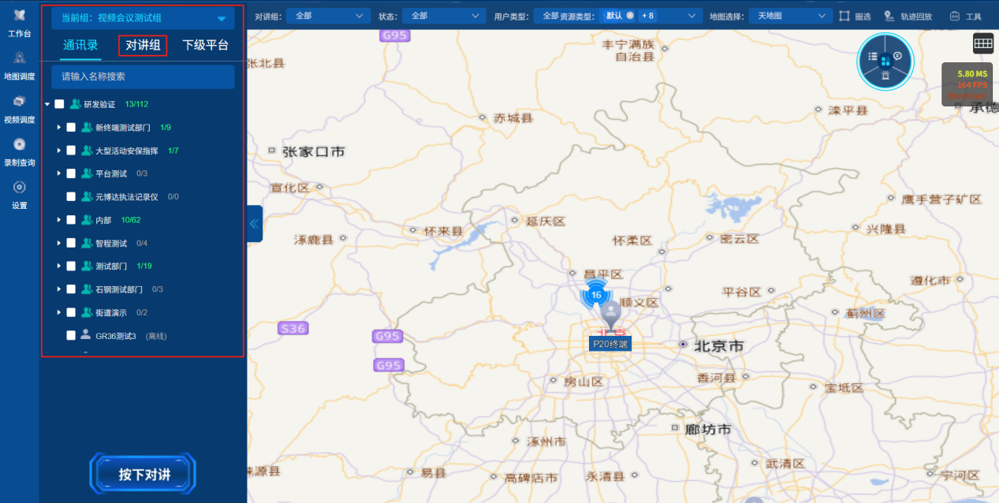 工作台
地图调度
视频调度
录制查询
设置
当前组：视频会议测试组
通讯录 对讲组 下级平台
请输入名称搜索
研发验证 13/112
新终端测试部门 1/9
大型活动安保指挥 1/7
平台测试 0/3
元博达执法记录仪 0/0
内部 10/62
智程测试 0/4
测试部门 1/19
石钢测试部门 0/3
街道演示 0/2
GR36测试3 (离线)
按下对讲
对讲组： 全部 状态： 全部 用户类型： 全部 资源类型： 默认 + 8 地图选择： 天地图 圈选 轨迹回放 工具
G95
丰宁满族
自治县
张北县
5.80 MS
164 FPS
承德
赤城县
滦平县
张家口市
宣化区
鹰手营子矿区
延庆区
怀来县
兴隆县
涿鹿县
怀柔区
密云区
昌平区
遵化市
16
顺义区
平谷区
蓟州区
S36
G95
北京
P20终端
北京市
G95
房山区
香河县
宝坻区
廊坊市
涿州市
武清区
涞源县
易县
高碑店市
永清县
宁河区